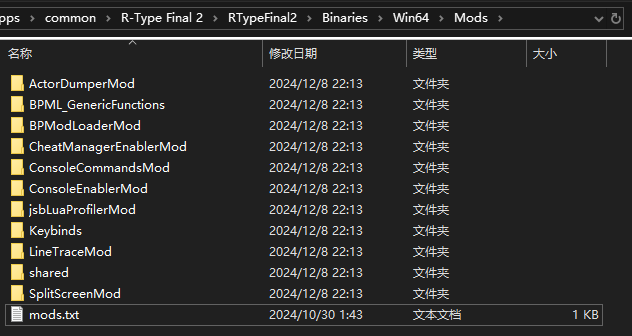 pps > common > R-Type Final 2 > RTypeFinal2 > Binaries > Win64 > Mods >
名称 修改日期 类型 大小
ActorDumperMod 2024/12/8 22:13 文件夹
BPML_GenericFunctions 2024/12/8 22:13 文件夹
BPModLoaderMod 2024/12/8 22:13 文件夹
CheatManagerEnablerMod 2024/12/8 22:13 文件夹
ConsoleCommandsMod 2024/12/8 22:13 文件夹
ConsoleEnablerMod 2024/12/8 22:13 文件夹
jsbLuaProfilerMod 2024/12/8 22:13 文件夹
Keybinds 2024/12/8 22:13 文件夹
LineTraceMod 2024/12/8 22:13 文件夹
shared 2024/12/8 22:13 文件夹
SplitScreenMod 2024/12/8 22:13 文件夹
mods.txt 2024/10/30 1:43 文本文档 1 KB